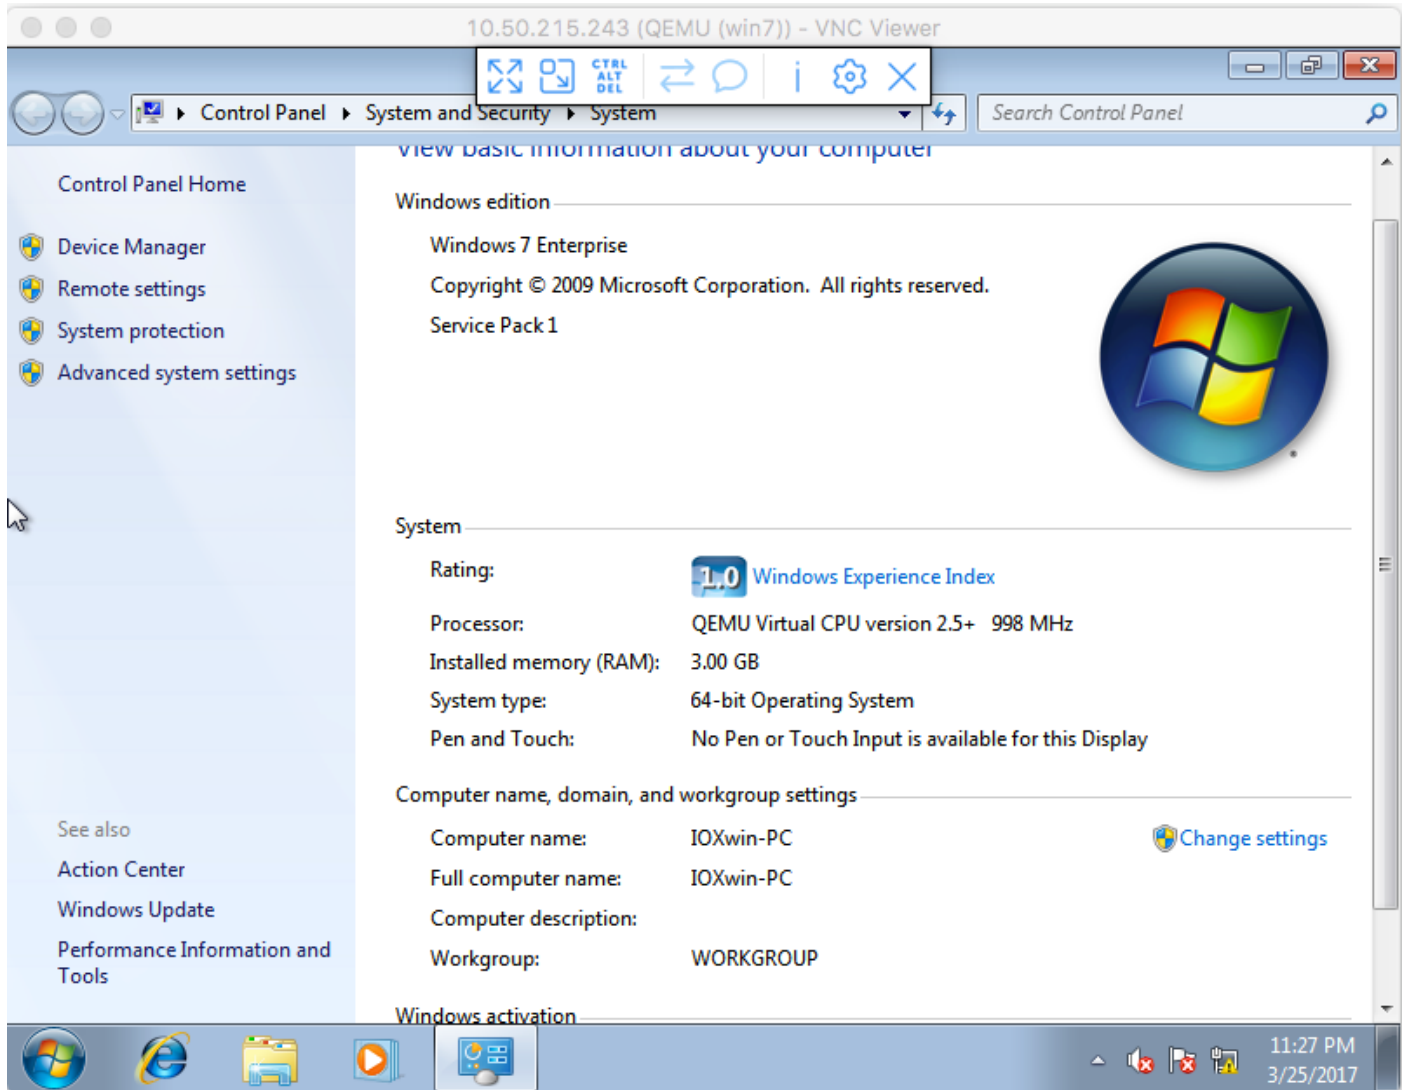 10.50.215.243 (QEMU (win7)) - VNC Viewer
CTRL
ALT
DEL
Control Panel System and Security System
Search Control Panel
View basic information about your computer
Control Panel Home
Device Manager
Remote settings
System protection
Advanced system settings
Windows edition
Windows 7 Enterprise
Copyright © 2009 Microsoft Corporation. All rights reserved.
Service Pack 1
System
Rating: 1.0 Windows Experience Index
Processor: QEMU Virtual CPU version 2.5+ 998 MHz
Installed memory (RAM): 3.00 GB
System type: 64-bit Operating System
Pen and Touch: No Pen or Touch Input is available for this Display
Computer name, domain, and workgroup settings
Computer name: IOXwin-PC Change settings
Full computer name: IOXwin-PC
Computer description:
Workgroup: WORKGROUP
Windows activation
See also
Action Center
Windows Update
Performance Information and
Tools
11:27 PM
3/25/2017